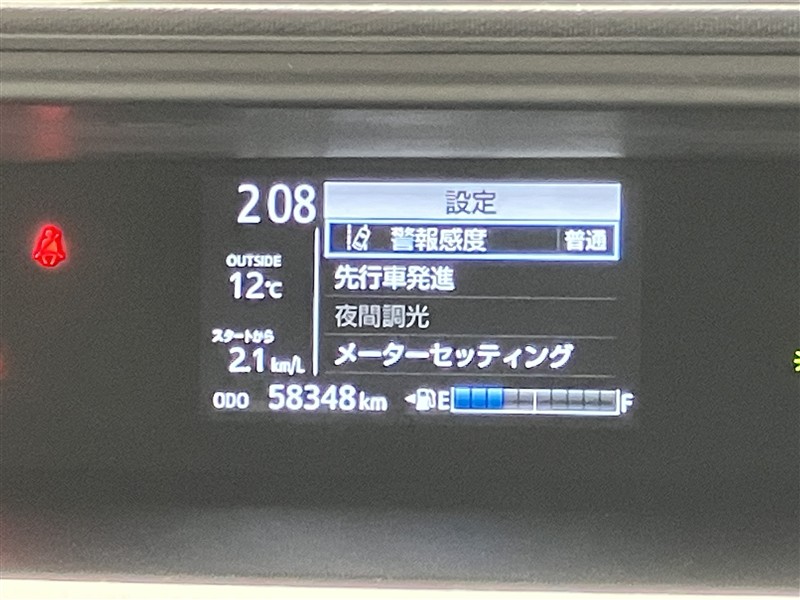 2 08
設定
警報感度 普通
OUTSIDE
12℃
先行車発進
夜間調光
スタートから
2.1 km/L
メーターセッティング
ODO 58348 km
E F